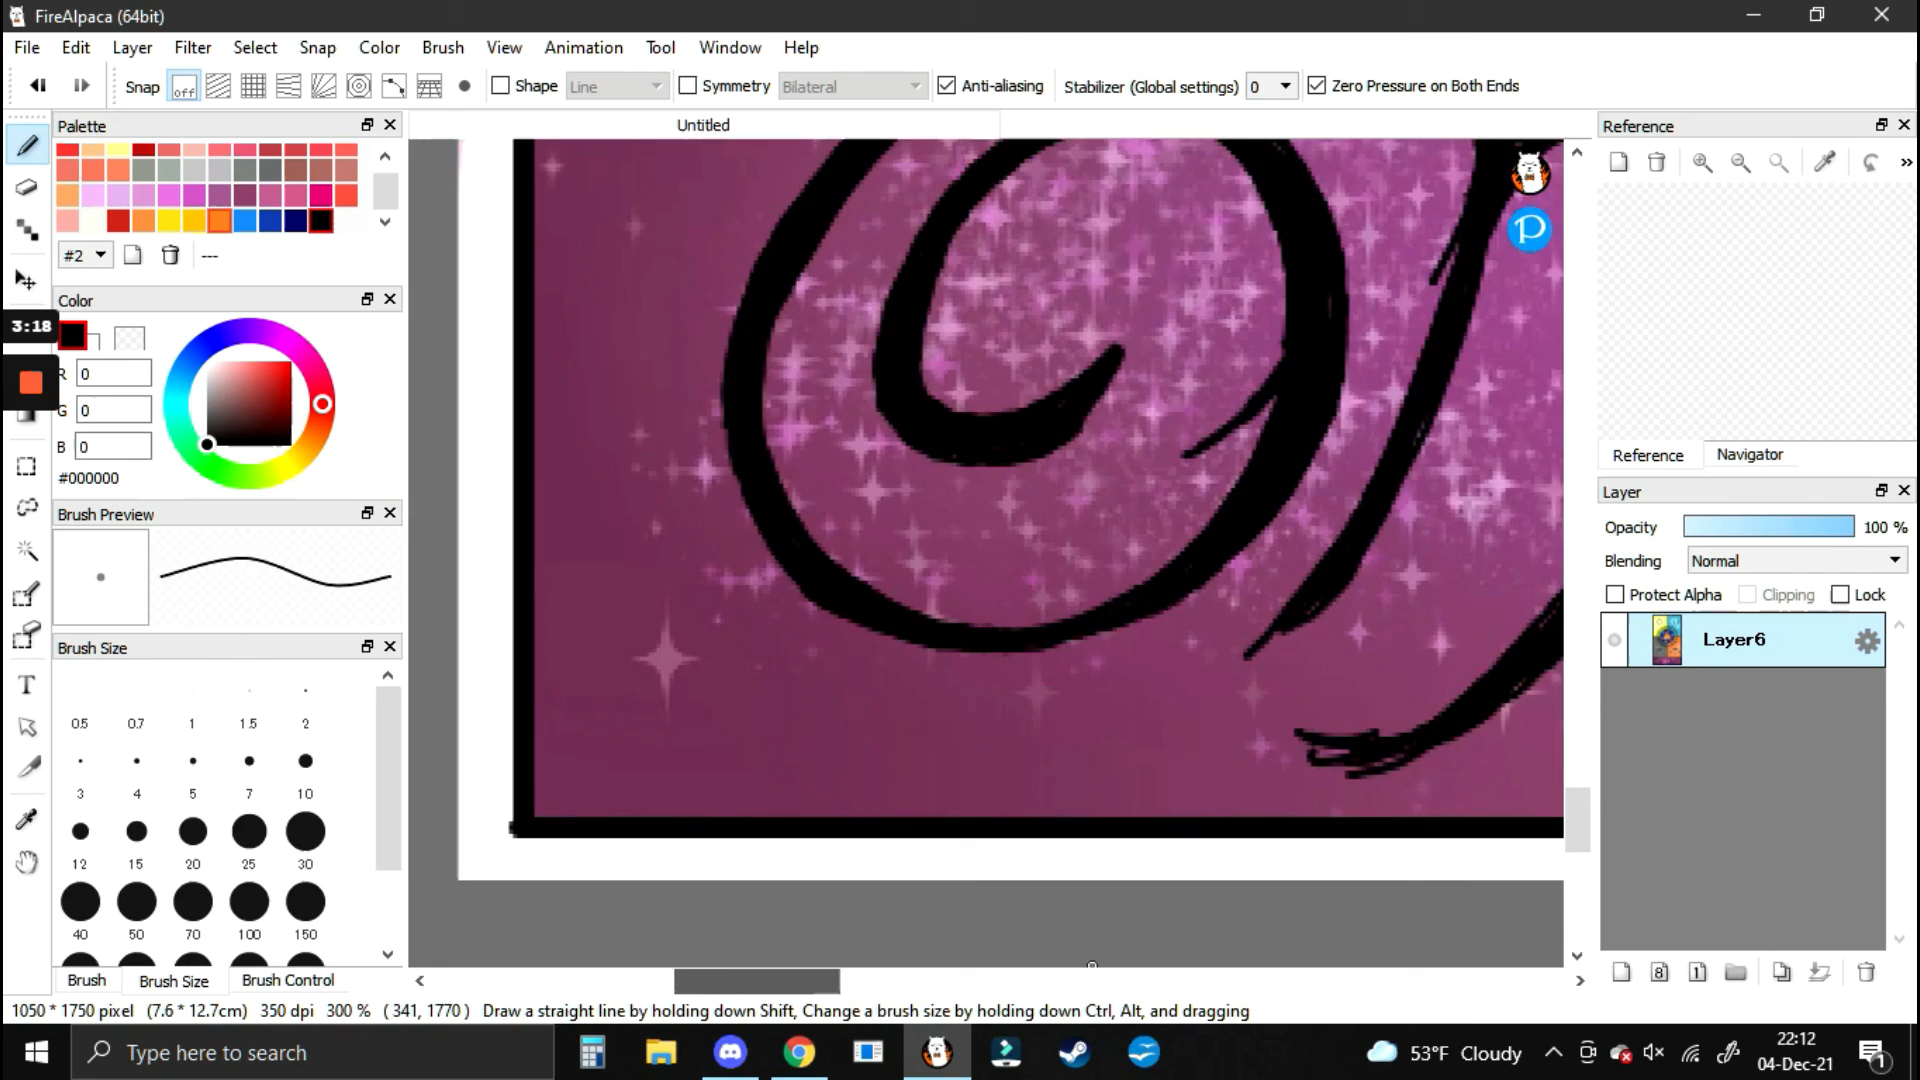 FireAlpaca (64bit)
File Edit Layer Filter Select Snap Color Brush View Animation Tool Window Help
Snap off Shape Line Symmetry Bilateral Anti-aliasing Stabilizer (Global settings) 0 Zero Pressure on Both Ends
Palette
Untitled
Reference
#2
---
P
Color
3:18
R 0
G 0
B 0
#000000
Reference Navigator
Layer
Brush Preview
Opacity 100 %
Blending Normal
Protect Alpha Clipping Lock
Layer6
Brush Size
T
0.5 0.7 1 1.5 2
3 4 5 7 10
12 15 20 25 30
40 50 70 100 150
Brush Brush Size Brush Control
8 1
1050 * 1750 pixel (7.6 * 12.7cm) 350 dpi 300 % ( 341, 1770) Draw a straight line by holding down Shift, Change a brush size by holding down Ctrl, Alt, and dragging
Type here to search
53°F Cloudy
22:12
04-Dec-21
1